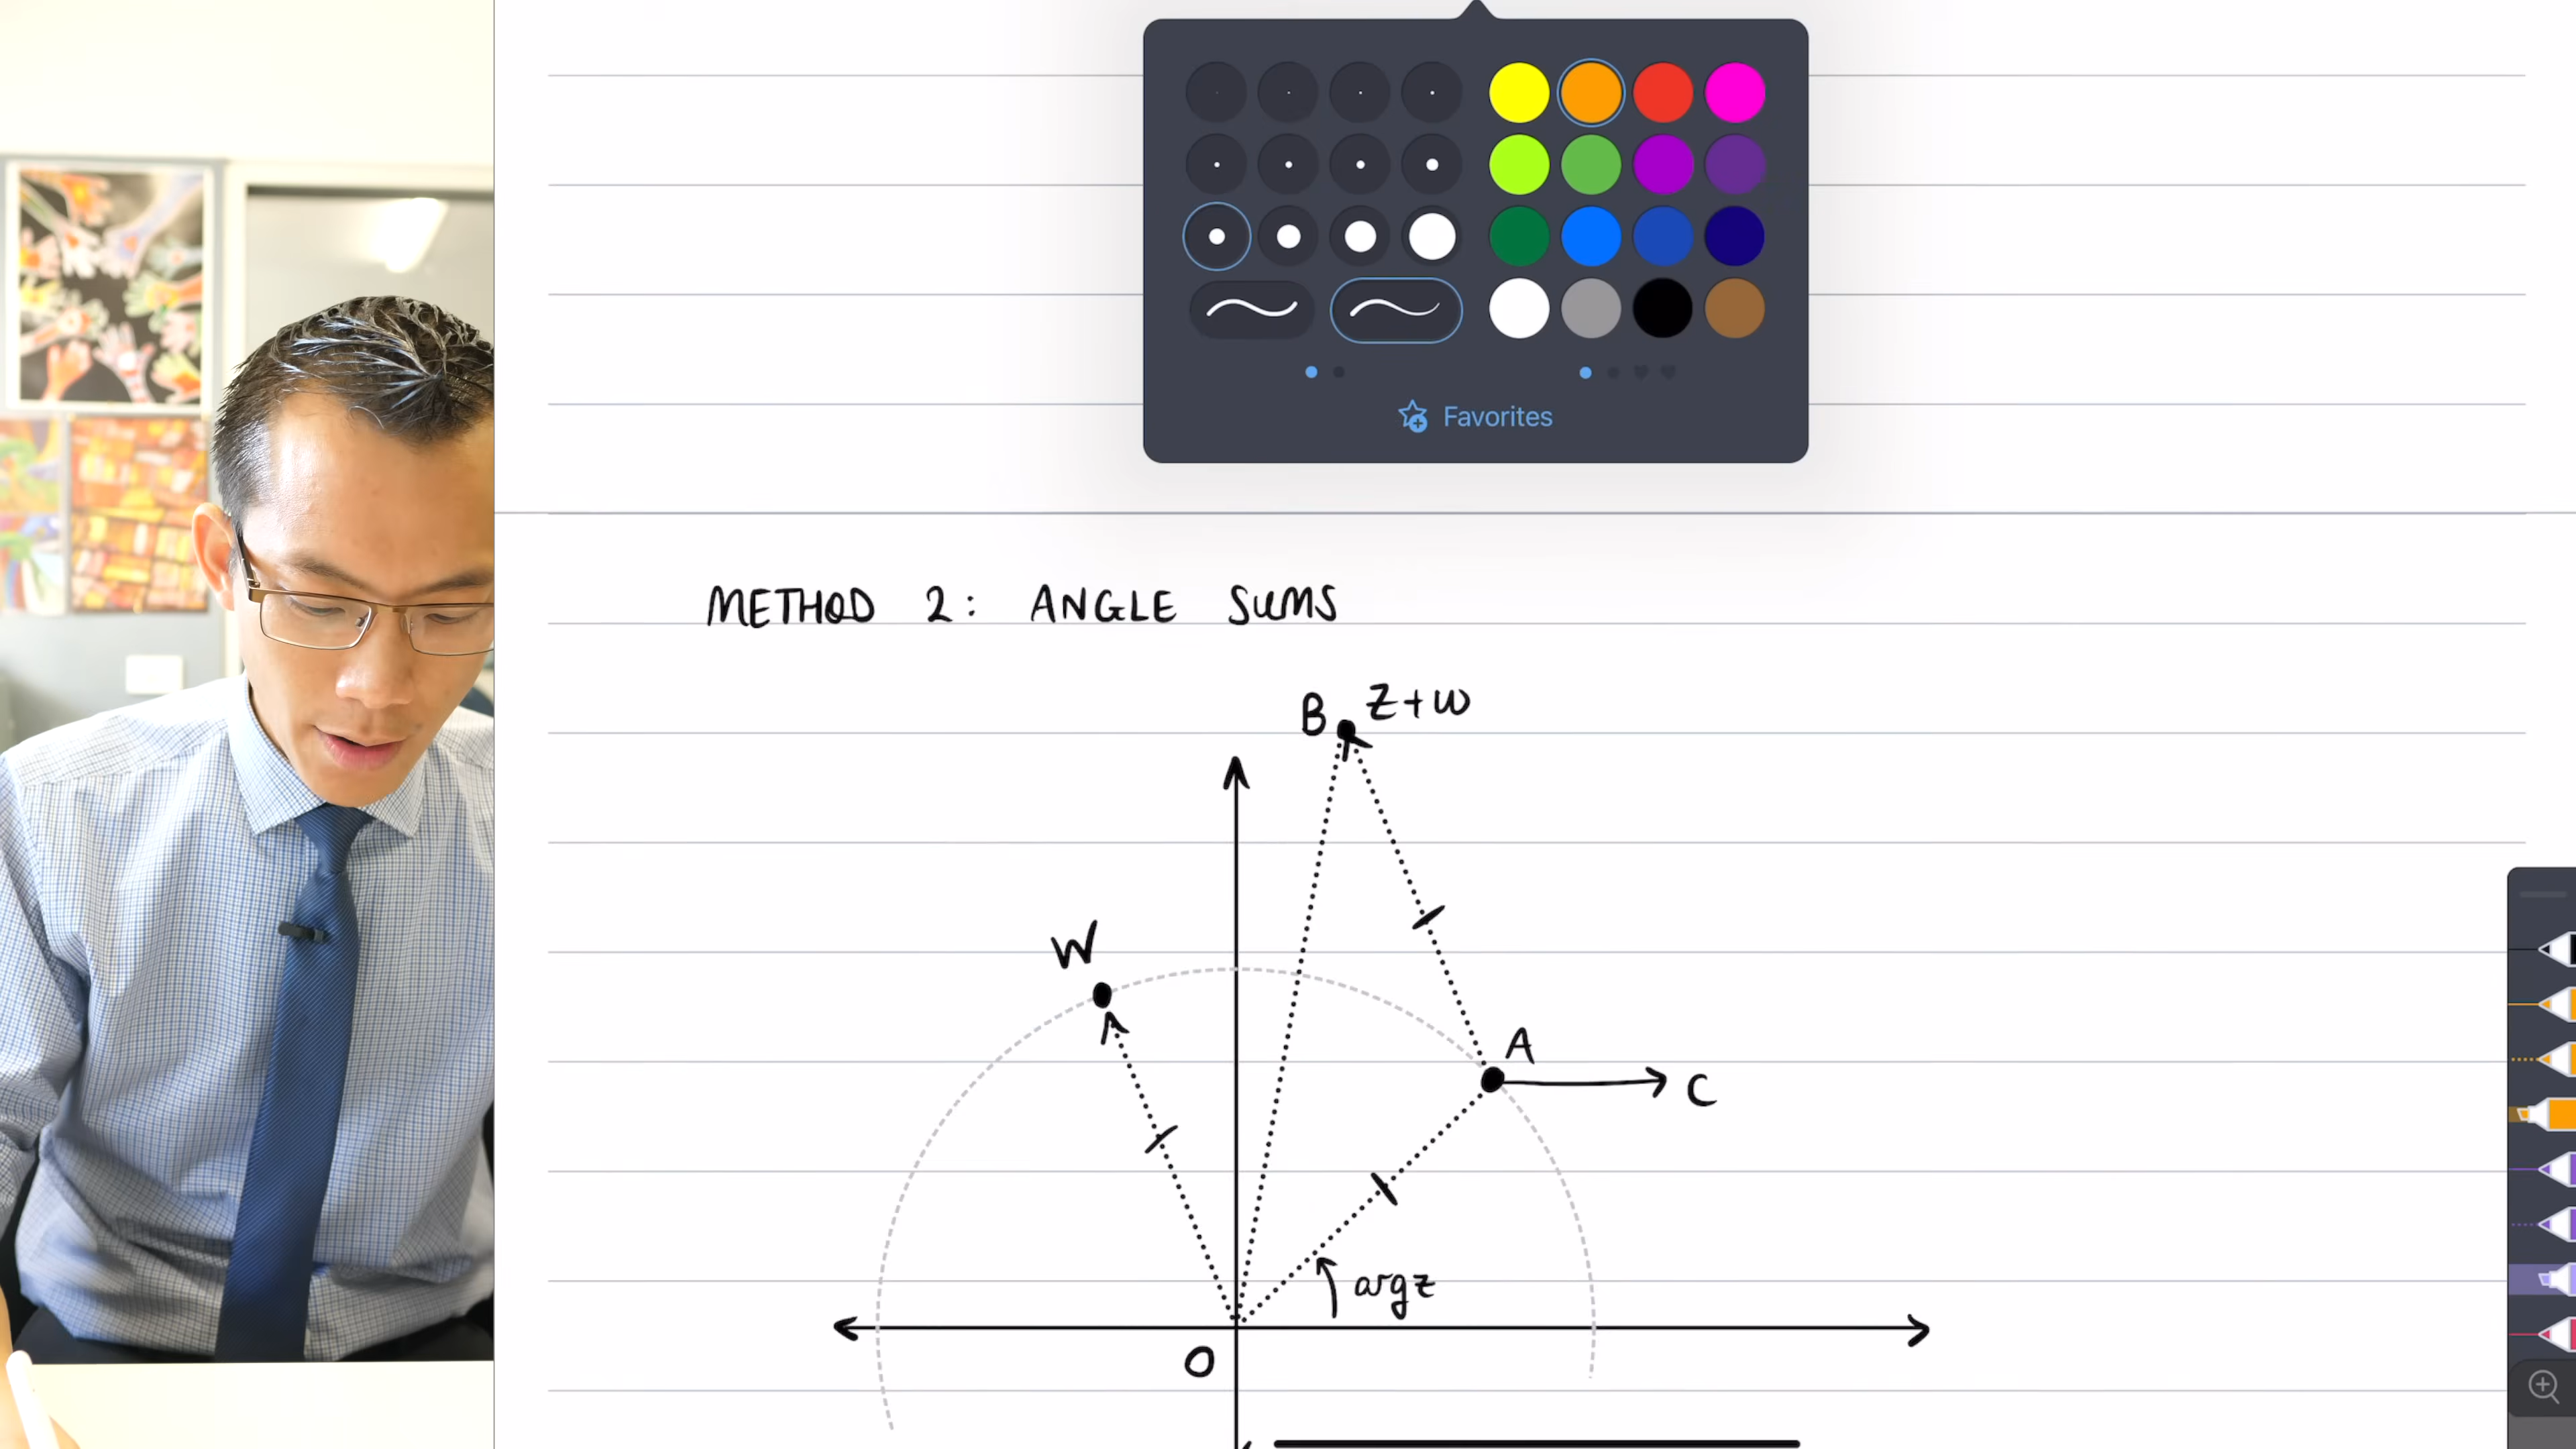 Favorites
METHOD 2: ANGLE SUMS
B z+w
W
A
C
arg z
O